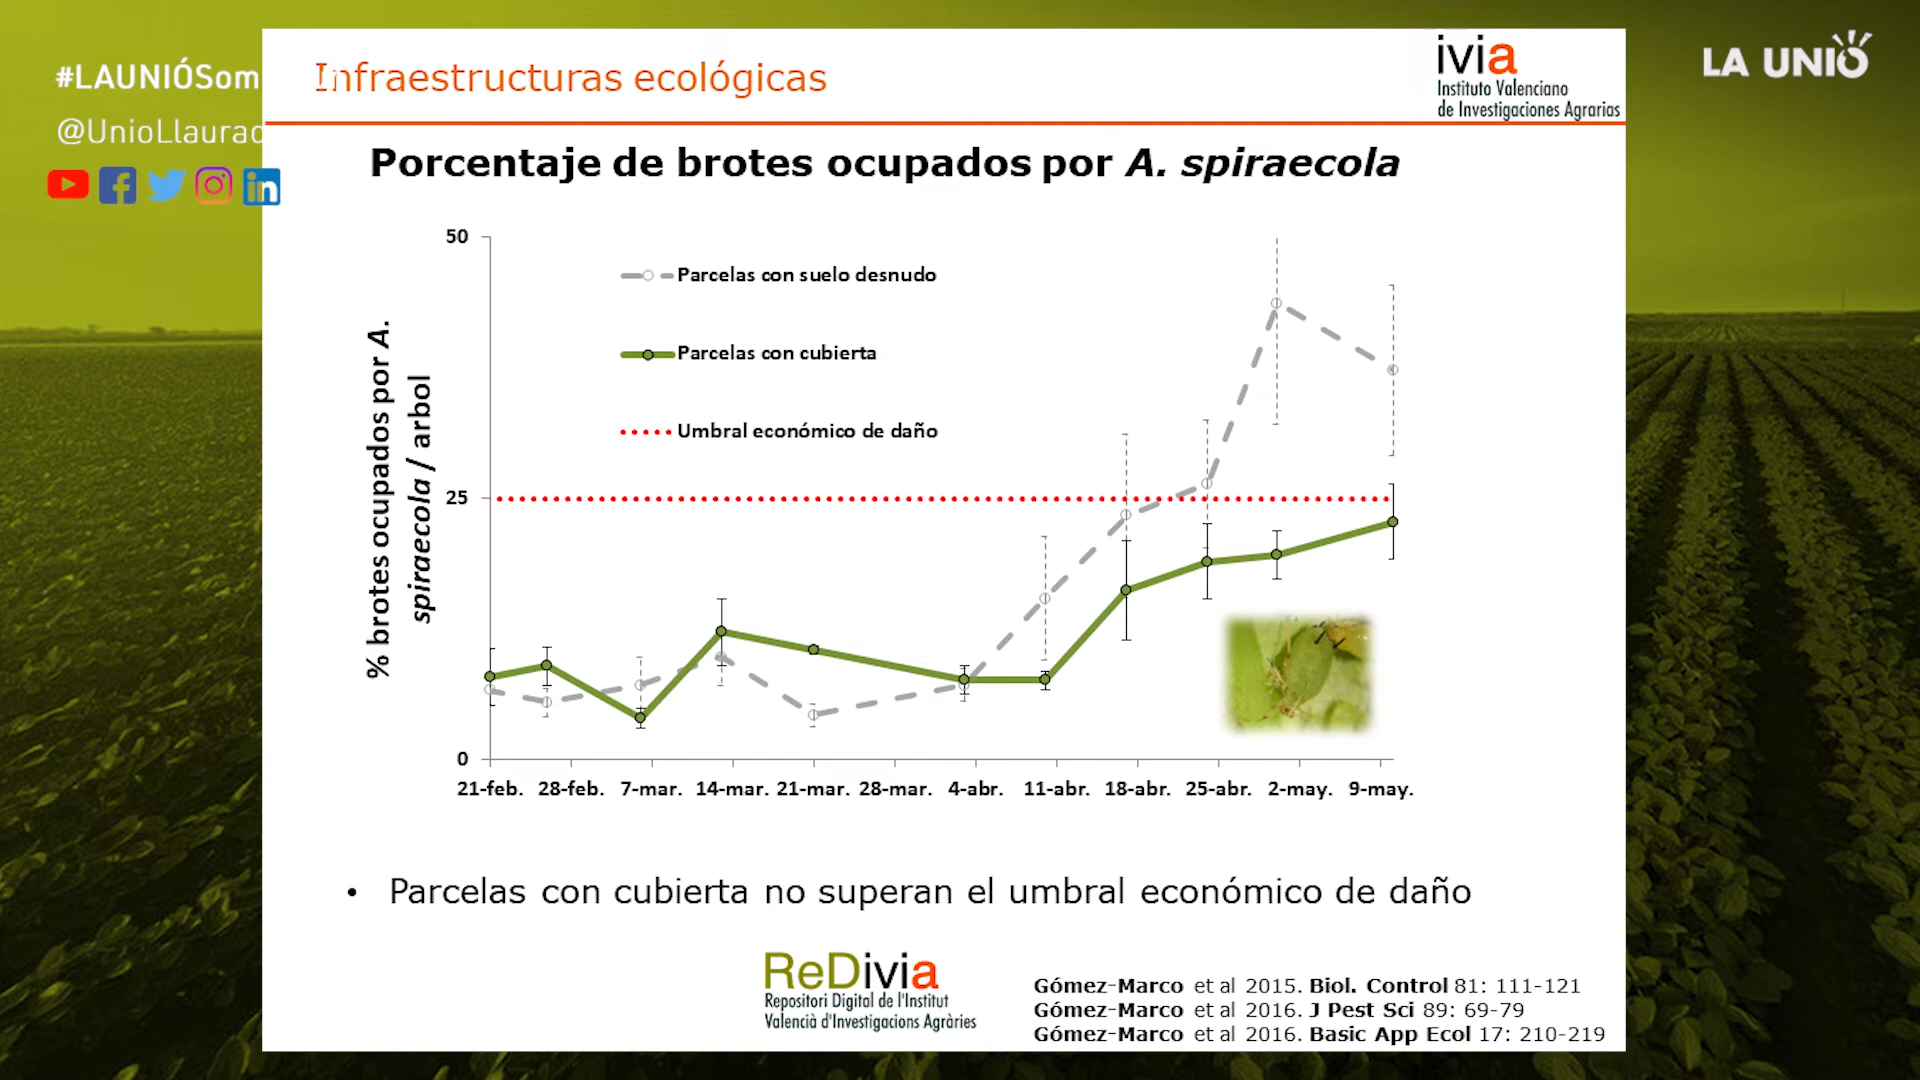 #LAUNIÓSom
@UnioLlaurad
Infraestructuras ecológicas
ivia
Instituto Valenciano
de Investigaciones Agrarias
LA UNIÓ
Porcentaje de brotes ocupados por A. spiraecola
% brotes ocupados por A.
spiraecola / arbol
50
25
0
Parcelas con suelo desnudo
Parcelas con cubierta
Umbral económico de daño
21-feb. 28-feb. 7-mar. 14-mar. 21-mar. 28-mar. 4-abr. 11-abr. 18-abr. 25-abr. 2-may. 9-may.
• Parcelas con cubierta no superan el umbral económico de daño
ReDivia
Repositori Digital de l'Institut
Valencià d'Investigacions Agràries
Gómez-Marco et al 2015. Biol. Control 81: 111-121
Gómez-Marco et al 2016. J Pest Sci 89: 69-79
Gómez-Marco et al 2016. Basic App Ecol 17: 210-219